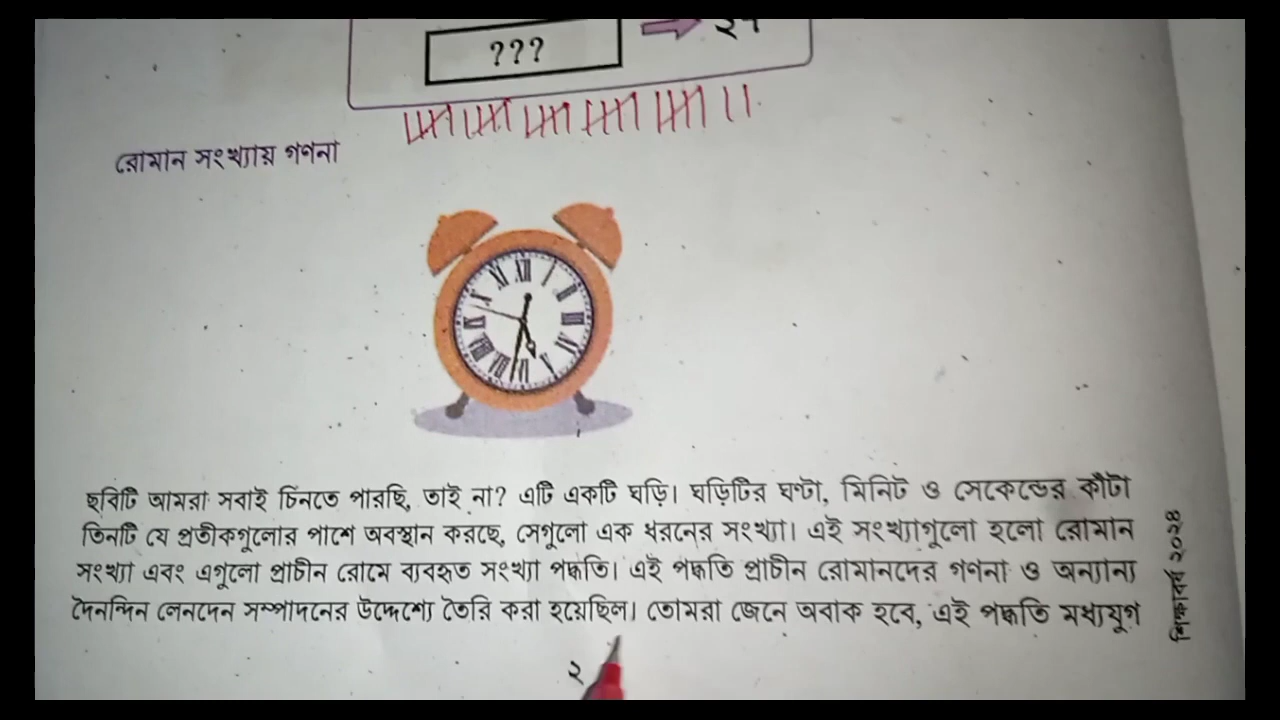 ???
রোমান সংখ্যায় গণনা
XII
ছবিটি আমরা সবাই চিনতে পারছি, তাই না? এটি একটি ঘড়ি। ঘড়িটির ঘণ্টা, মিনিট ও সেকেন্ডের কাঁটা
তিনটি যে প্রতীকগুলোর পাশে অবস্থান করছে, সেগুলো এক ধরনের সংখ্যা। এই সংখ্যাগুলো হলো রোমান
সংখ্যা এবং এগুলো প্রাচীন রোমে ব্যবহৃত সংখ্যা পদ্ধতি। এই পদ্ধতি প্রাচীন রোমানদের গণনা ও অন্যান্য
দৈনন্দিন লেনদেন সম্পাদনের উদ্দেশ্যে তৈরি করা হয়েছিল। তোমরা জেনে অবাক হবে, এই পদ্ধতি মধ্যযুগ
২
শিক্ষাবর্ষ ২০২৪